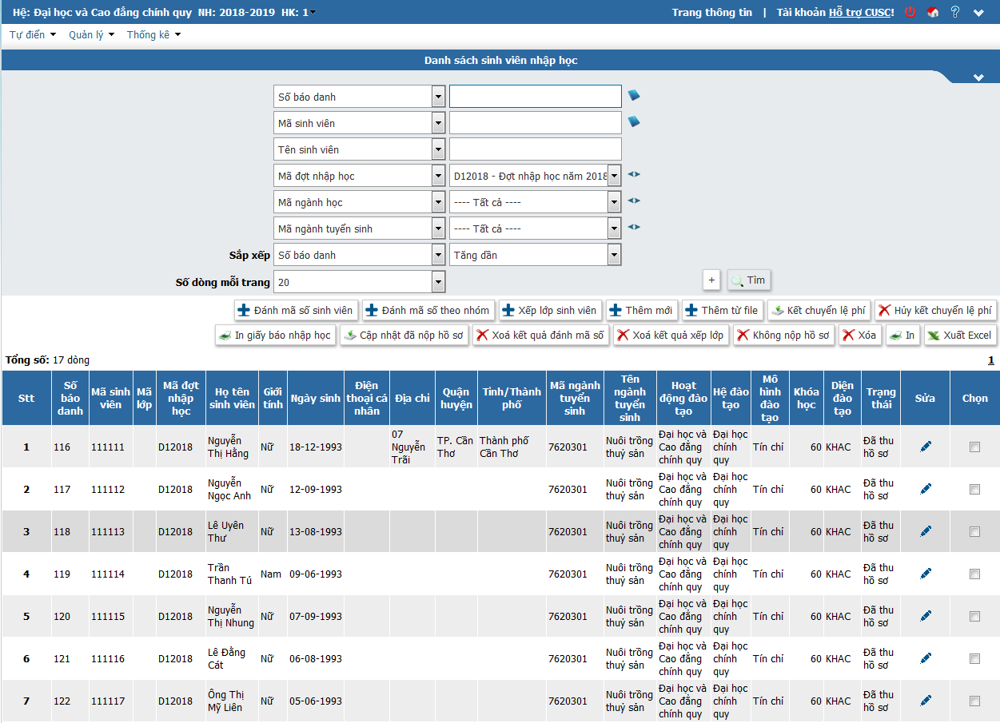 Hệ: Đại học và Cao đẳng chính quy NH: 2018-2019 HK: 1 Trang thông tin | Tài khoản Hỗ trợ CUSC!
Tự điển Quản lý Thống kê
Danh sách sinh viên nhập học
Số báo danh
Mã sinh viên
Tên sinh viên
Mã đợt nhập học D12018 - Đợt nhập học năm 2018
Mã ngành học ---- Tất cả ----
Mã ngành tuyển sinh ---- Tất cả ----
Sắp xếp Số báo danh Tăng dần
Số dòng mỗi trang 20 + Tìm
Đánh mã số sinh viên Đánh mã số theo nhóm Xếp lớp sinh viên Thêm mới Thêm từ file Kết chuyển lệ phí Hủy kết chuyển lệ phí
In giấy báo nhập học Cập nhật đã nộp hồ sơ Xoá kết quả đánh mã số Xoá kết quả xếp lớp Không nộp hồ sơ Xóa In Xuất Excel
Tổng số: 17 dòng 1
Stt Số báo danh Mã sinh viên Mã lớp Mã đợt nhập học Họ tên sinh viên Giới tính Ngày sinh Điện thoại cá nhân Địa chỉ Quận huyện Tỉnh/Thành phố Mã ngành tuyển sinh Tên ngành tuyển sinh Hoạt động đào tạo Hệ đào tạo Mô hình đào tạo Khóa học Diện đào tạo Trạng thái Sửa Chọn
1 116 111111 D12018 Nguyễn Thị Hằng Nữ 18-12-1993 07 Nguyễn Trãi TP. Cần Thơ Thành phố Cần Thơ 7620301 Nuôi trồng thuỷ sản Đại học và Cao đẳng chính quy Đại học chính quy Tín chỉ 60 KHAC Đã thu hồ sơ
2 117 111112 D12018 Nguyễn Ngọc Anh Nữ 12-09-1993 7620301 Nuôi trồng thuỷ sản Đại học và Cao đẳng chính quy Đại học chính quy Tín chỉ 60 KHAC Đã thu hồ sơ
3 118 111113 D12018 Lê Uyên Thư Nữ 13-08-1993 7620301 Nuôi trồng thuỷ sản Đại học và Cao đẳng chính quy Đại học chính quy Tín chỉ 60 KHAC Đã thu hồ sơ
4 119 111114 D12018 Trần Thanh Tú Nam 09-06-1993 7620301 Nuôi trồng thuỷ sản Đại học và Cao đẳng chính quy Đại học chính quy Tín chỉ 60 KHAC Đã thu hồ sơ
5 120 111115 D12018 Nguyễn Thị Nhung Nữ 07-09-1993 7620301 Nuôi trồng thuỷ sản Đại học và Cao đẳng chính quy Đại học chính quy Tín chỉ 60 KHAC Đã thu hồ sơ
6 121 111116 D12018 Lê Đằng Cát Nữ 06-08-1993 7620301 Nuôi trồng thuỷ sản Đại học và Cao đẳng chính quy Đại học chính quy Tín chỉ 60 KHAC Đã thu hồ sơ
7 122 111117 D12018 Ông Thị Mỹ Liên Nữ 05-06-1993 7620301 Nuôi trồng thuỷ sản Đại học và Cao đẳng chính quy Đại học chính quy Tín chỉ 60 KHAC Đã thu hồ sơ